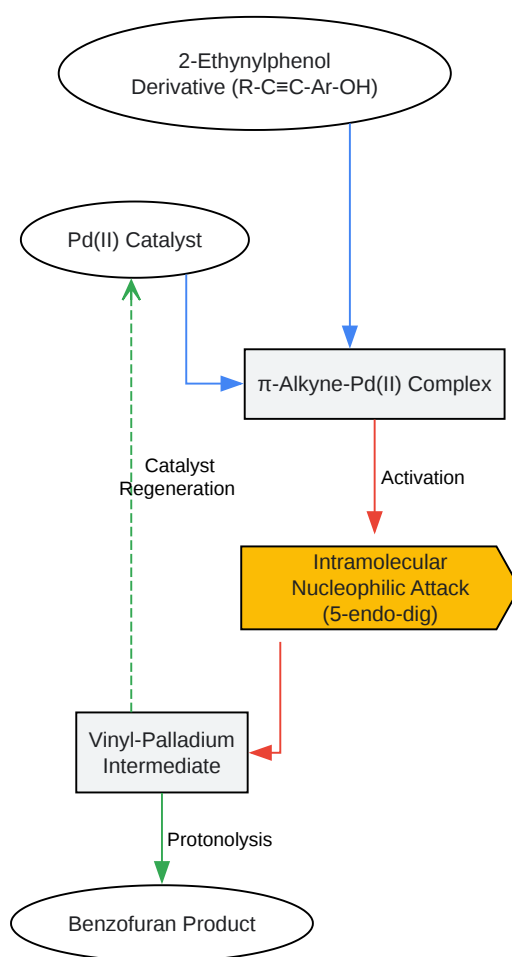 2-Ethynylphenol
Derivative (R-C≡C-Ar-OH)
Pd(II) Catalyst
π-Alkyne-Pd(II) Complex
Catalyst
Regeneration
Activation
Intramolecular
Nucleophilic Attack
(5-endo-dig)
Vinyl-Palladium
Intermediate
Protonolysis
Benzofuran Product